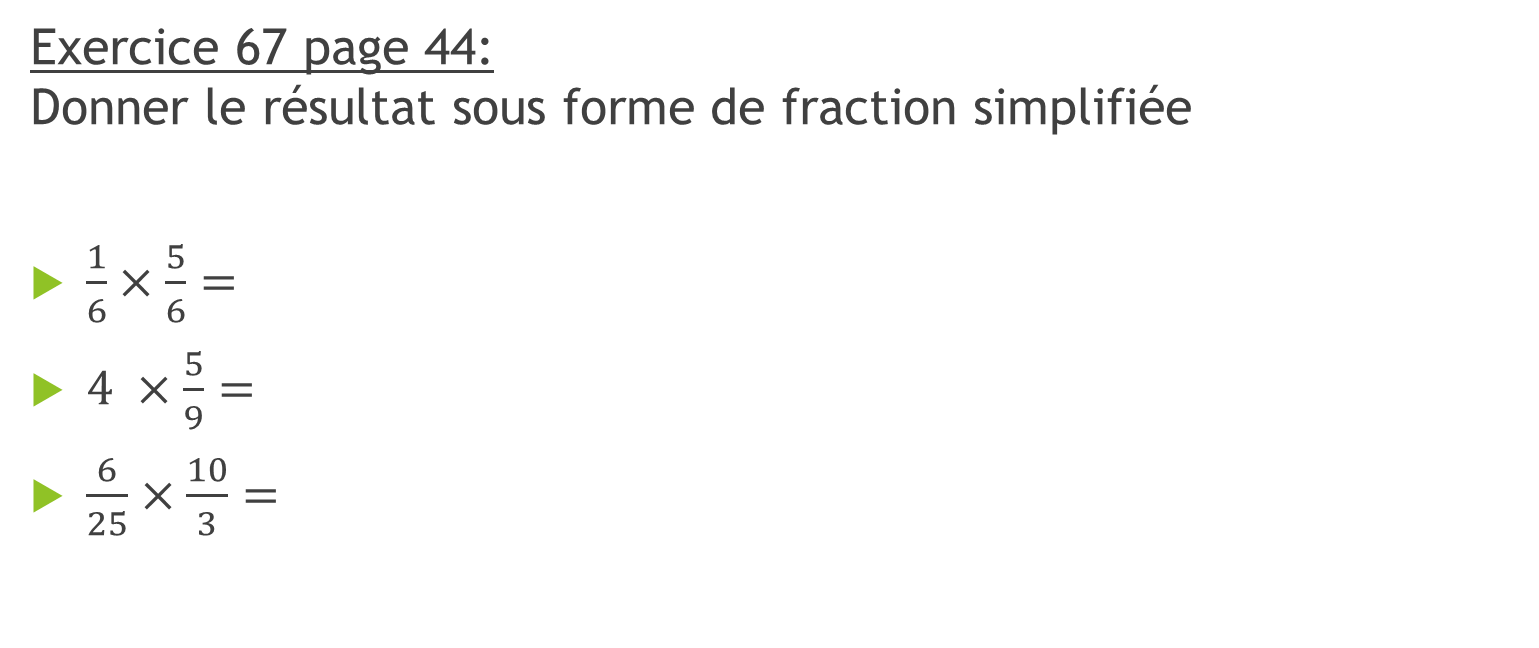 Exercice 67 page 44:
Donner le résultat sous forme de fraction simplifiée
1/6 × 5/6 =
4 × 5/9 =
6/25 × 10/3 =